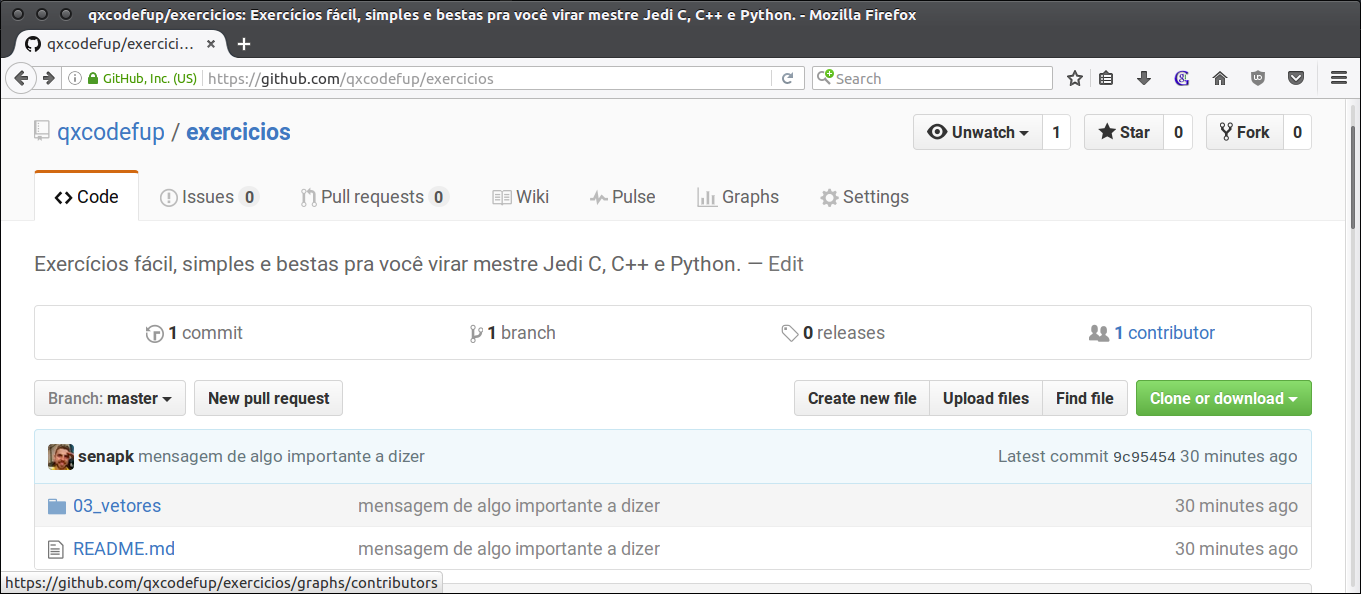 qxcodefup/exercicios: Exercícios fácil, simples e bestas pra você virar mestre Jedi C, C++ e Python. - Mozilla Firefox
qxcodefup/exercici...
GitHub, Inc. (US) https://github.com/qxcodefup/exercicios Search
qxcodefup / exercicios Unwatch 1 Star 0 Fork 0
Code Issues 0 Pull requests 0 Wiki Pulse Graphs Settings
Exercícios fácil, simples e bestas pra você virar mestre Jedi C, C++ e Python. — Edit
1 commit 1 branch 0 releases 1 contributor
Branch: master New pull request Create new file Upload files Find file Clone or download
senapk mensagem de algo importante a dizer Latest commit 9c95454 30 minutes ago
03_vetores mensagem de algo importante a dizer 30 minutes ago
README.md mensagem de algo importante a dizer 30 minutes ago
https://github.com/qxcodefup/exercicios/graphs/contributors